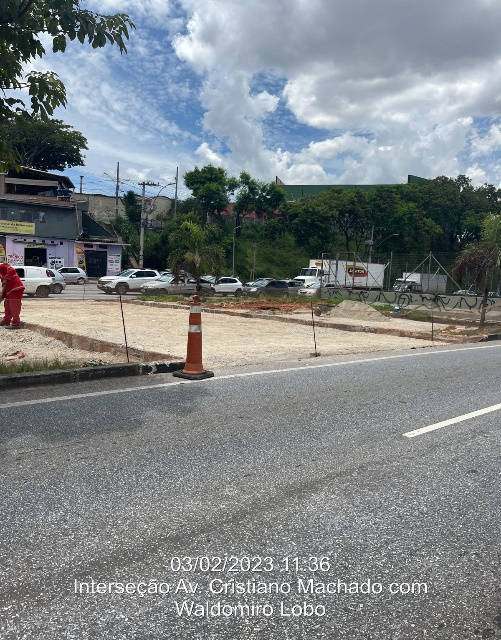 03/02/2023 11:36
Interseção Av. Cristiano Machado com
Waldomiro Lobo